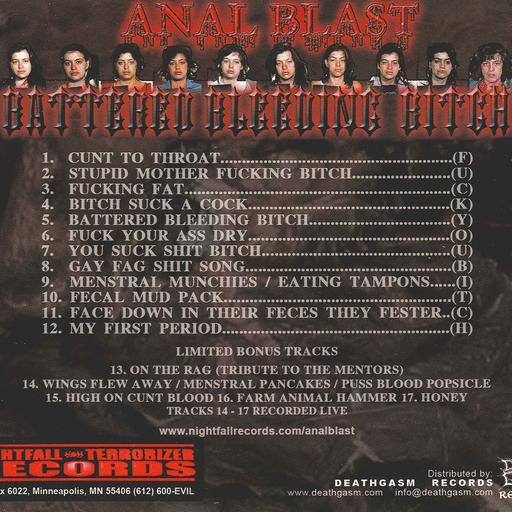 ANAL BLAST
BATTERED BLEEDING BITCH
1. CUNT TO THROAT......(F)
2. STUPID MOTHER FUCKING BITCH......(U)
3. FUCKING FAT......(C)
4. BITCH SUCK A COCK......(K)
5. BATTERED BLEEDING BITCH......(Y)
6. FUCK YOUR ASS DRY......(O)
7. YOU SUCK SHIT BITCH......(U)
8. GAY FAG SHIT SONG......(B)
9. MENSTRAL MUNCHIES / EATING TAMPONS.....(I)
10. FECAL MUD PACK......(T)
11. FACE DOWN IN THEIR FECES THEY FESTER..(C)
12. MY FIRST PERIOD......(H)
LIMITED BONUS TRACKS
13. ON THE RAG (TRIBUTE TO THE MENTORS)
14. WINGS FLEW AWAY / MENSTRAL PANCAKES / PUSS BLOOD POPSICLE
15. HIGH ON CUNT BLOOD 16. FARM ANIMAL HAMMER 17. HONEY
TRACKS 14 - 17 RECORDED LIVE
www.nightfallrecords.com/analblast
HTFALL TERRORIZER
ECORDS
x 6022, Minneapolis, MN 55406 (612) 600-EVIL
Distributed by:
DEATHGASM RECORDS
www.deathgasm.com info@deathgasm.com